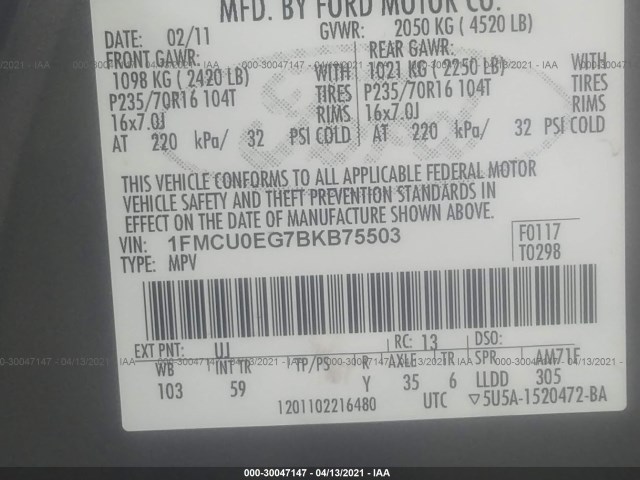 MFD. BY FORD MOTOR CO.
DATE: 02/11 GVWR: 2050 KG ( 4520 LB)
FRONT GAWR: REAR GAWR:
1098 KG ( 2420 LB) WITH 1021 KG ( 2250 LB) WITH
P235/70R16 104T TIRES P235/70R16 104T TIRES
16x7.0J RIMS 16x7.0J RIMS
AT 220 kPa/ 32 PSI COLD AT 220 kPa/ 32 PSI COLD
THIS VEHICLE CONFORMS TO ALL APPLICABLE FEDERAL MOTOR
VEHICLE SAFETY AND THEFT PREVENTION STANDARDS IN
EFFECT ON THE DATE OF MANUFACTURE SHOWN ABOVE.
VIN: 1FMCU0EG7BKB75503 F0117
TYPE: MPV T0298
EXT PNT: UJ RC: 13 DSO:
WB INT TR TP/PS R AXLE TR SPR AM71F
103 59 Y 35 6 LLDD 305
1201102216480 UTC ▽5U5A-1520472-BA
000-30047147 - 04/13/2021 - IAA